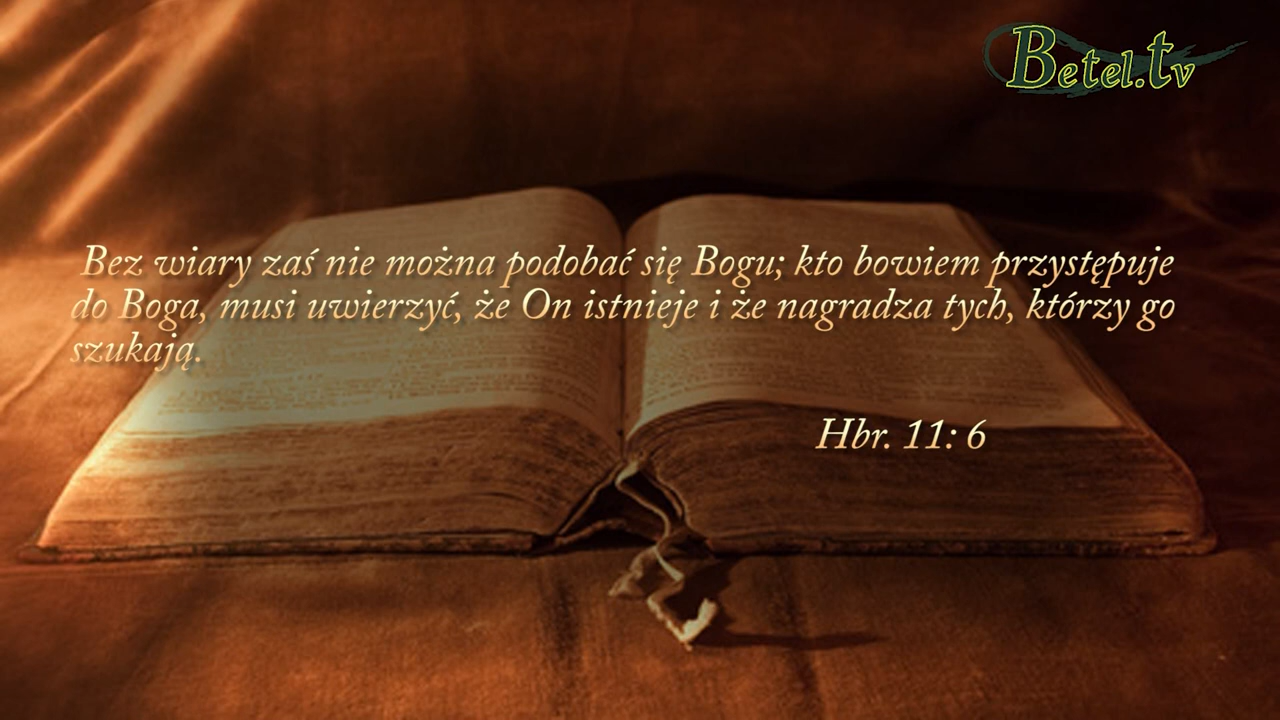 Betel.tv
Bez wiary zaś nie można podobać się Bogu; kto bowiem przystępuje
do Boga, musi uwierzyć, że On istnieje i że nagradza tych, którzy go
szukają.
Hbr. 11: 6